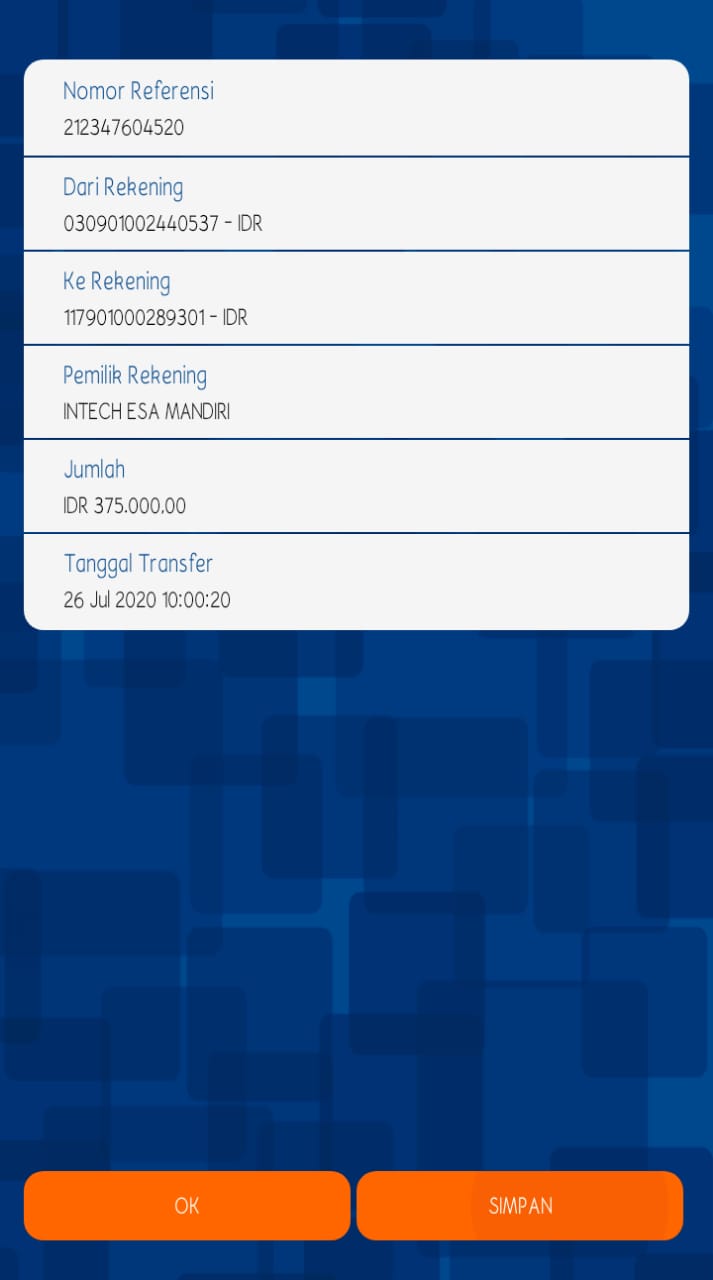 Nomor Referensi
212347604520
Dari Rekening
030901002440537 - IDR
Ke Rekening
117901000289301 - IDR
Pemilik Rekening
INTECH ESA MANDIRI
Jumlah
IDR 375.000,00
Tanggal Transfer
26 Jul 2020 10:00:20
OK
SIMPAN